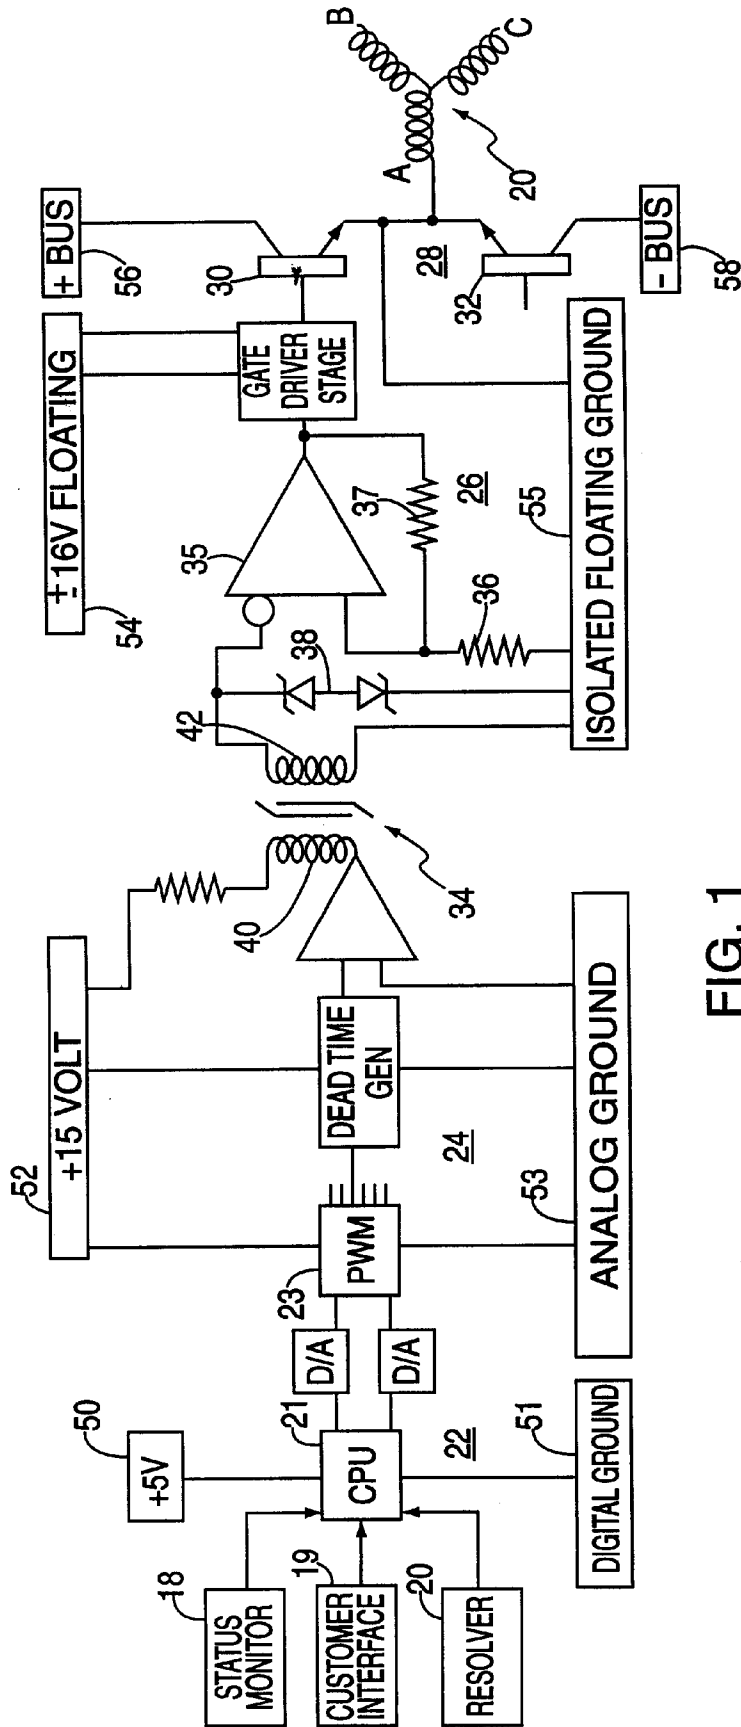 50
+5V
18
STATUS
MONITOR
19
CUSTOMER
INTERFACE
20
RESOLVER
21
CPU
22
51
DIGITAL GROUND
D/A
D/A
52
+15 VOLT
23
PWM
DEAD TIME
GEN
24
53
ANALOG GROUND
40
34
42
38
35
36
37
26
54
±16V FLOATING
GATE
DRIVER
STAGE
55
ISOLATED FLOATING GROUND
56
+ BUS
30
28
32
58
- BUS
A
B
C
20
FIG. 1